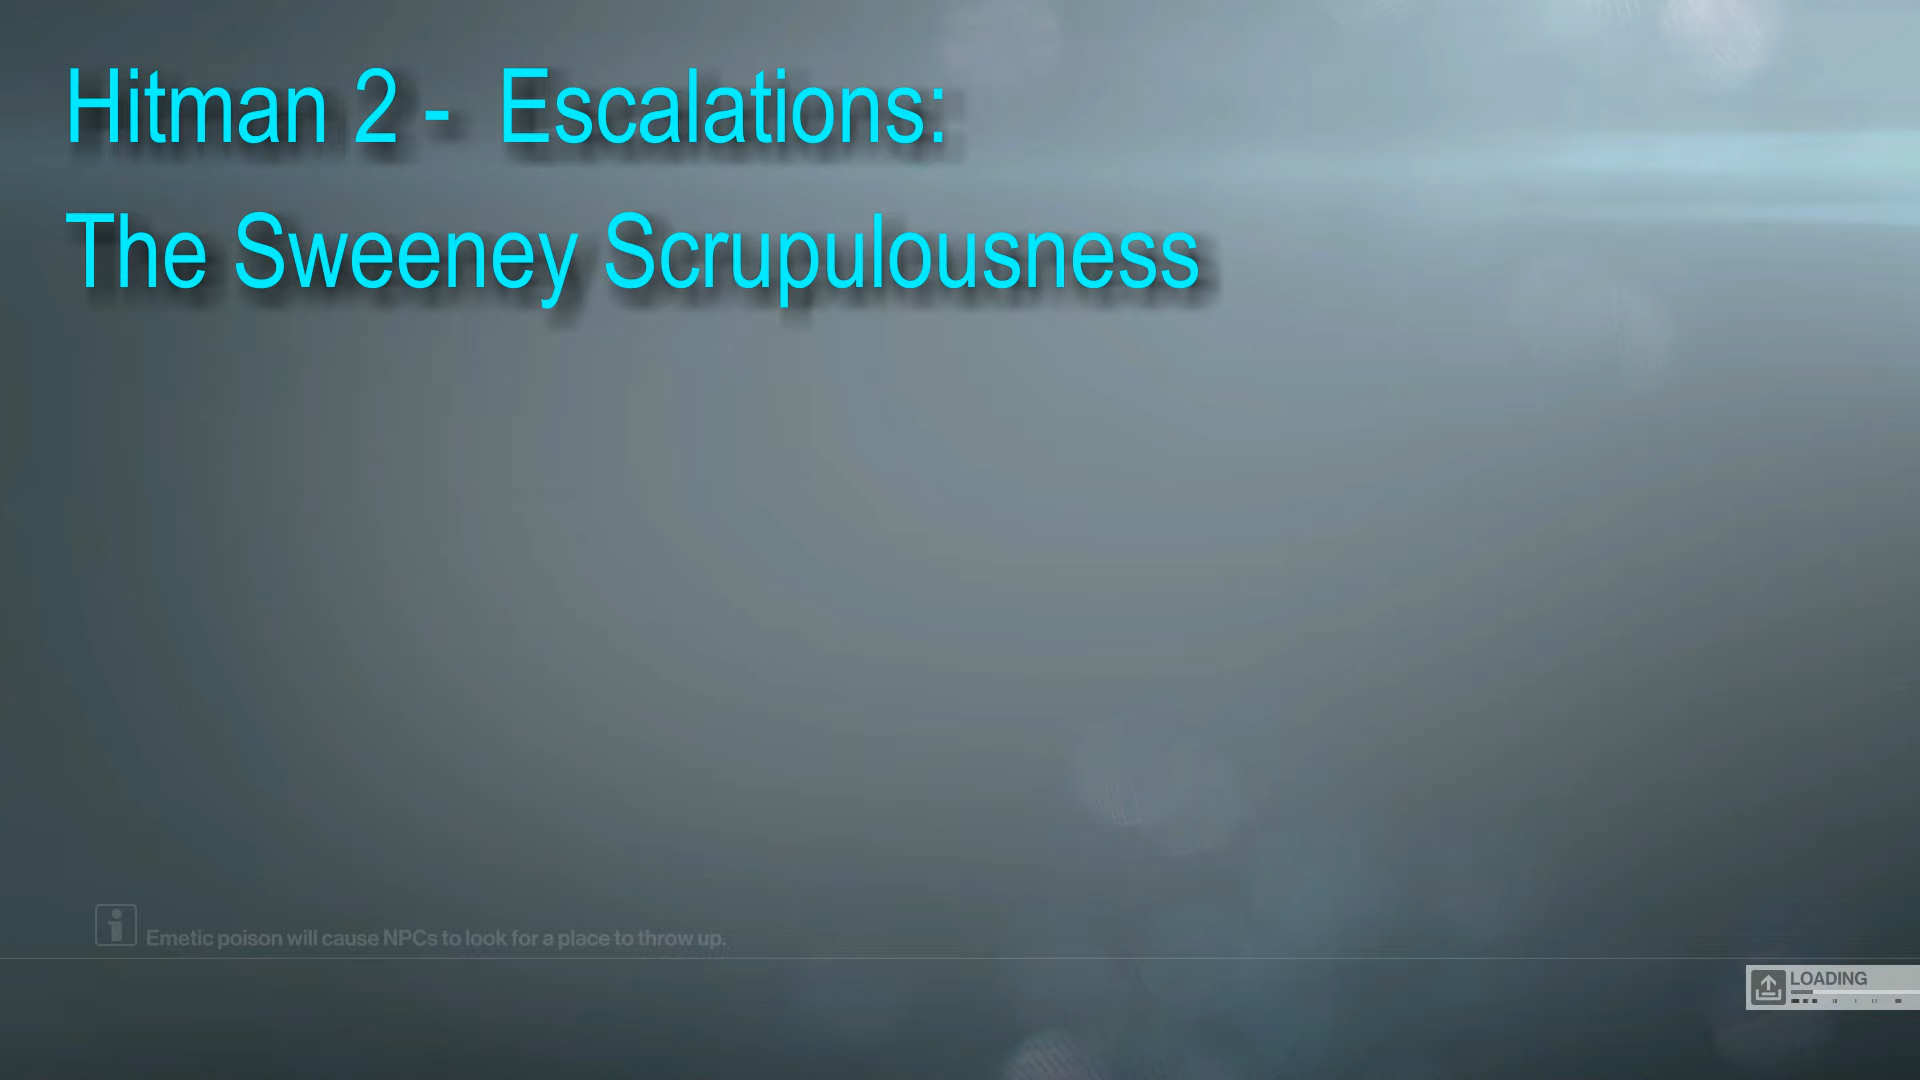 Hitman 2 - Escalations:
The Sweeney Scrupulousness
Emetic poison will cause NPCs to look for a place to throw up.
LOADING